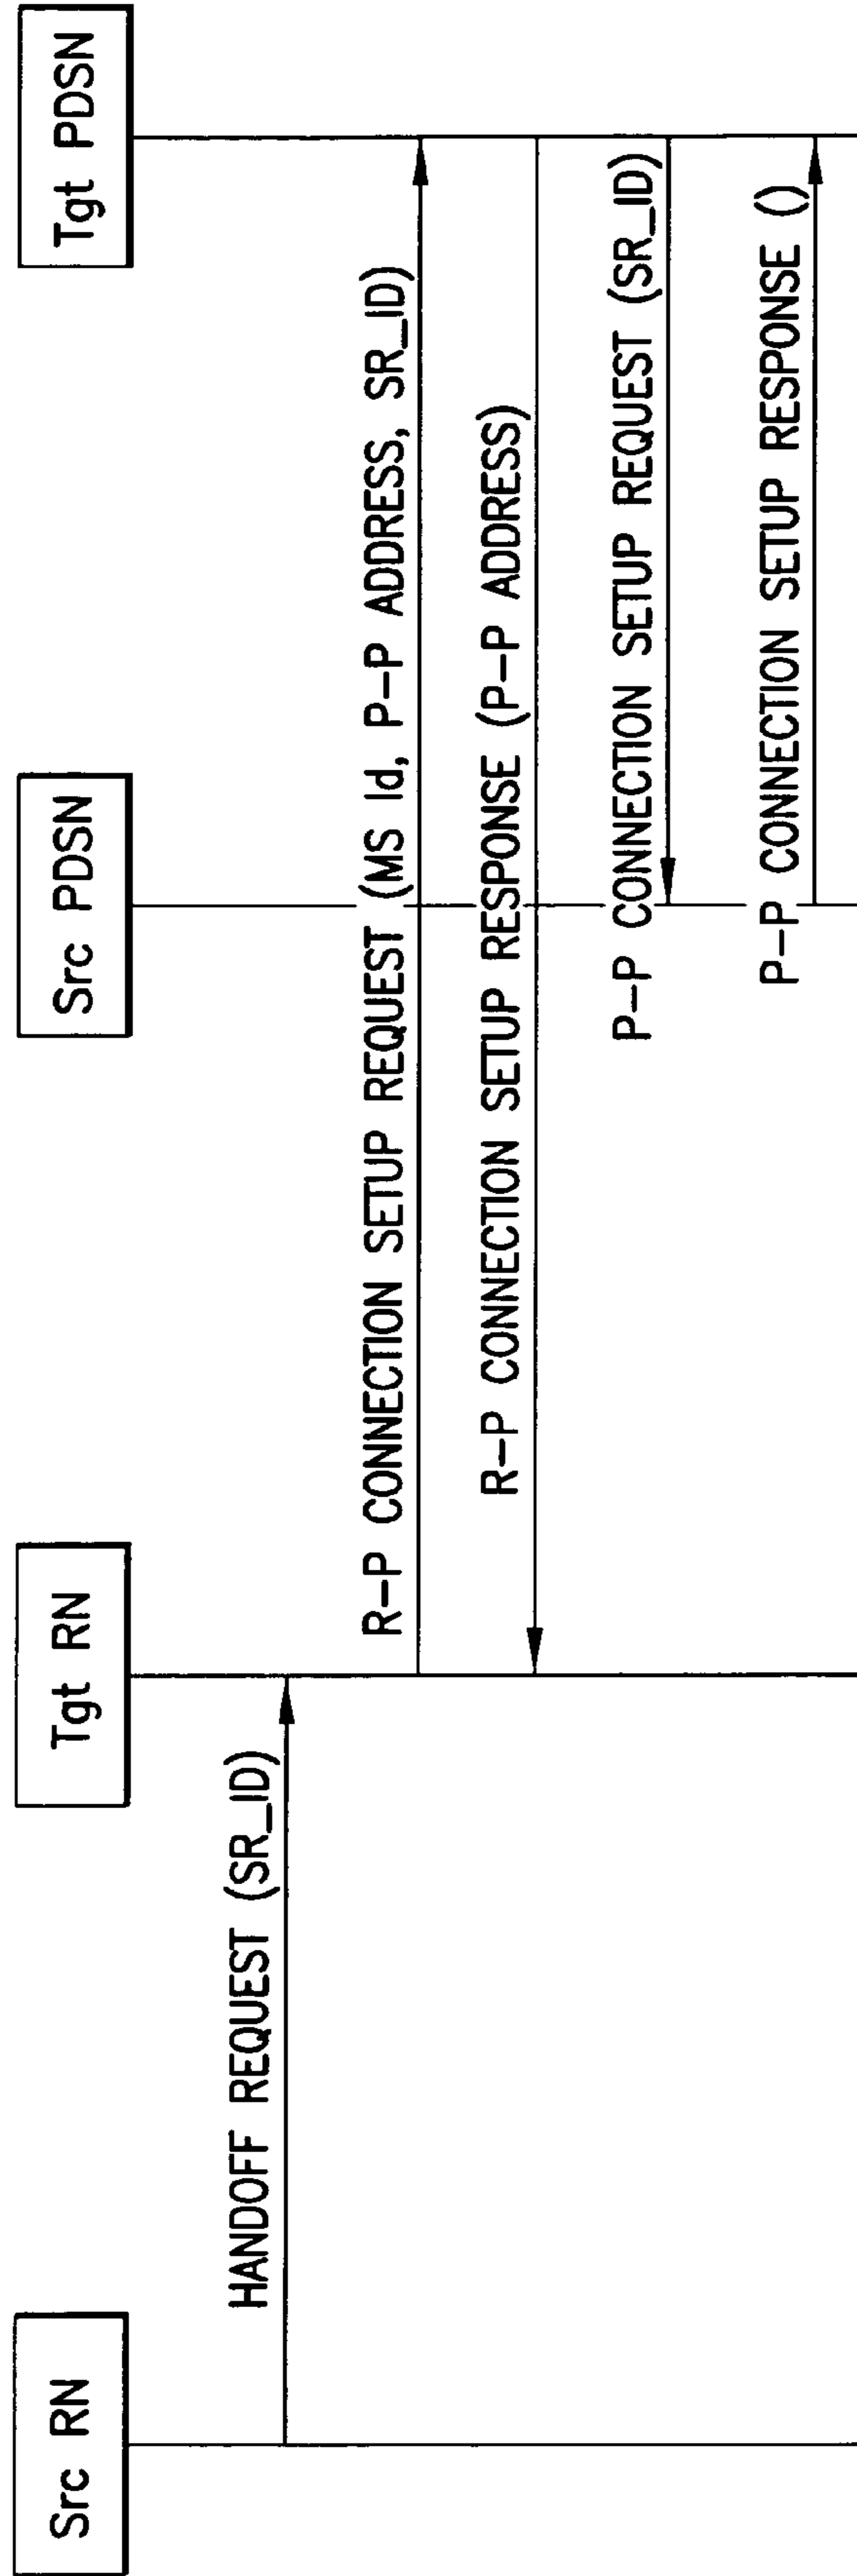 Src RN
Tgt RN
Src PDSN
Tgt PDSN
HANDOFF REQUEST (SR_ID)
R-P CONNECTION SETUP REQUEST (MS Id, P-P ADDRESS, SR_ID)
R-P CONNECTION SETUP RESPONSE (P-P ADDRESS)
P-P CONNECTION SETUP REQUEST (SR_ID)
P-P CONNECTION SETUP RESPONSE ()